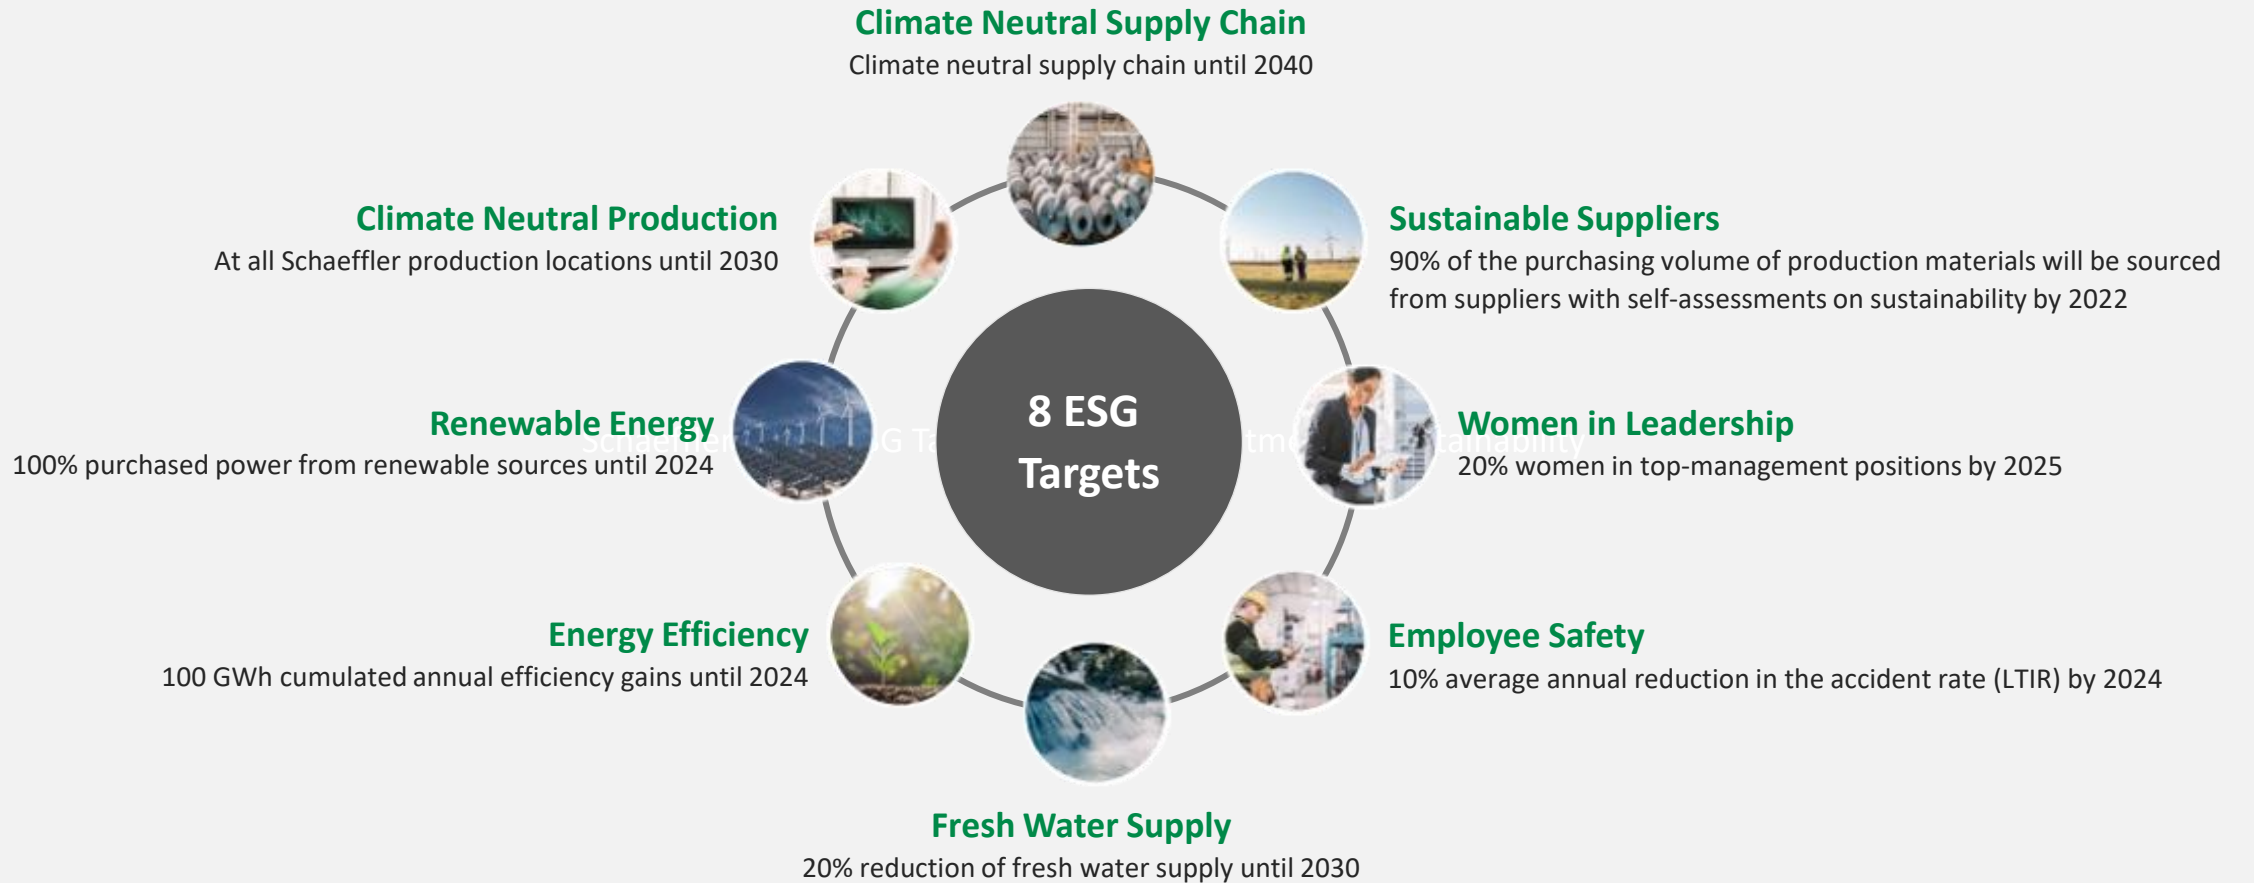 Climate Neutral Supply Chain
Climate neutral supply chain until 2040
Climate Neutral Production
At all Schaeffler production locations until 2030
Sustainable Suppliers
90% of the purchasing volume of production materials will be sourced
from suppliers with self-assessments on sustainability by 2022
8 ESG
Targets
Renewable Energy
100% purchased power from renewable sources until 2024
Women in Leadership
20% women in top-management positions by 2025
Energy Efficiency
100 GWh cumulated annual efficiency gains until 2024
Employee Safety
10% average annual reduction in the accident rate (LTIR) by 2024
Fresh Water Supply
20% reduction of fresh water supply until 2030